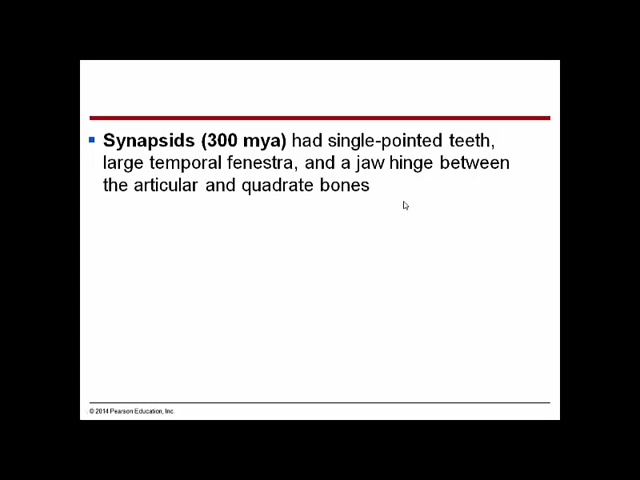 Synapsids (300 mya) had single-pointed teeth,
large temporal fenestra, and a jaw hinge between
the articular and quadrate bones
© 2014 Pearson Education, Inc.